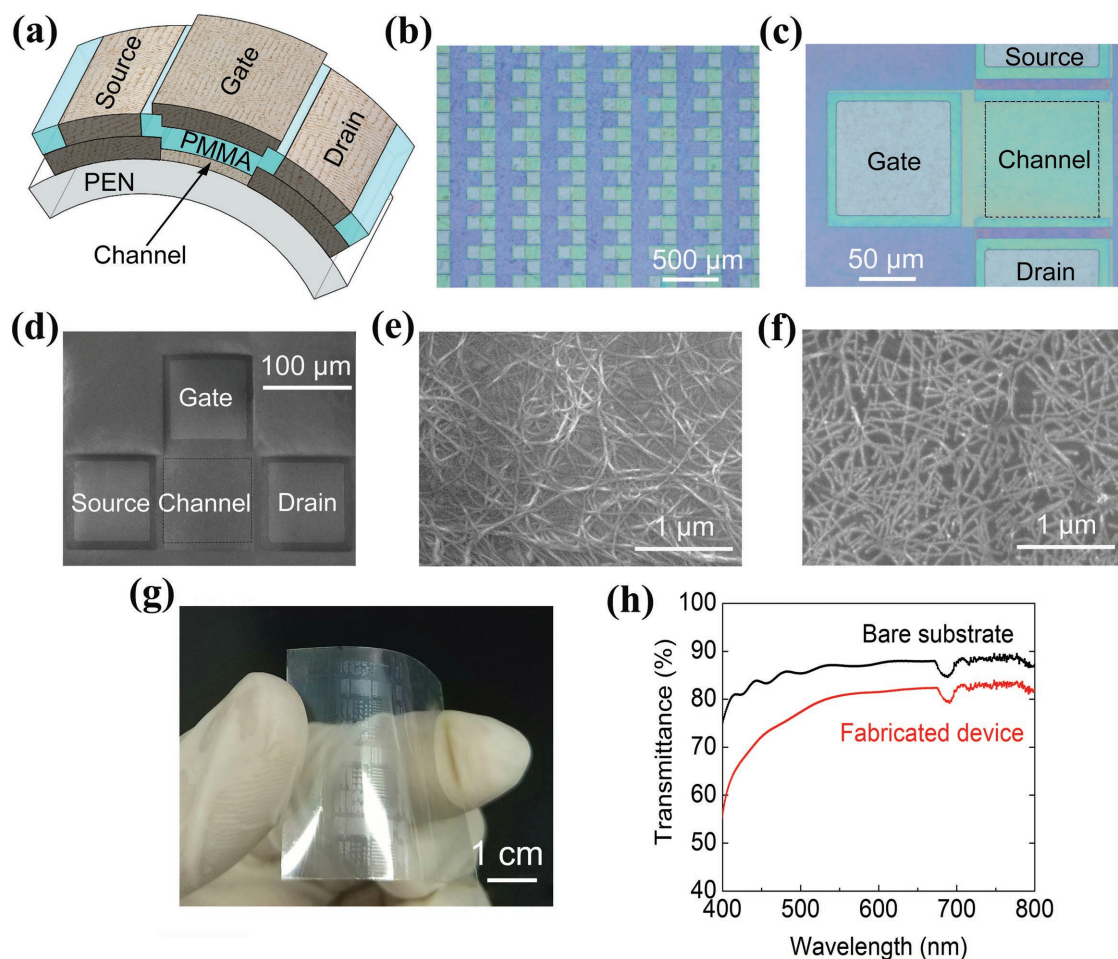 (a)
Source
Gate
Drain
PMMA
PEN
Channel
(b)
500 μm
(c)
Source
Gate
Channel
Drain
50 μm
(d)
100 μm
Gate
Source
Channel
Drain
(e)
1 μm
(f)
1 μm
(g)
1 cm
(h)
100
90
80
70
60
50
40
Transmittance (%)
Bare substrate
Fabricated device
400
500
600
700
800
Wavelength (nm)